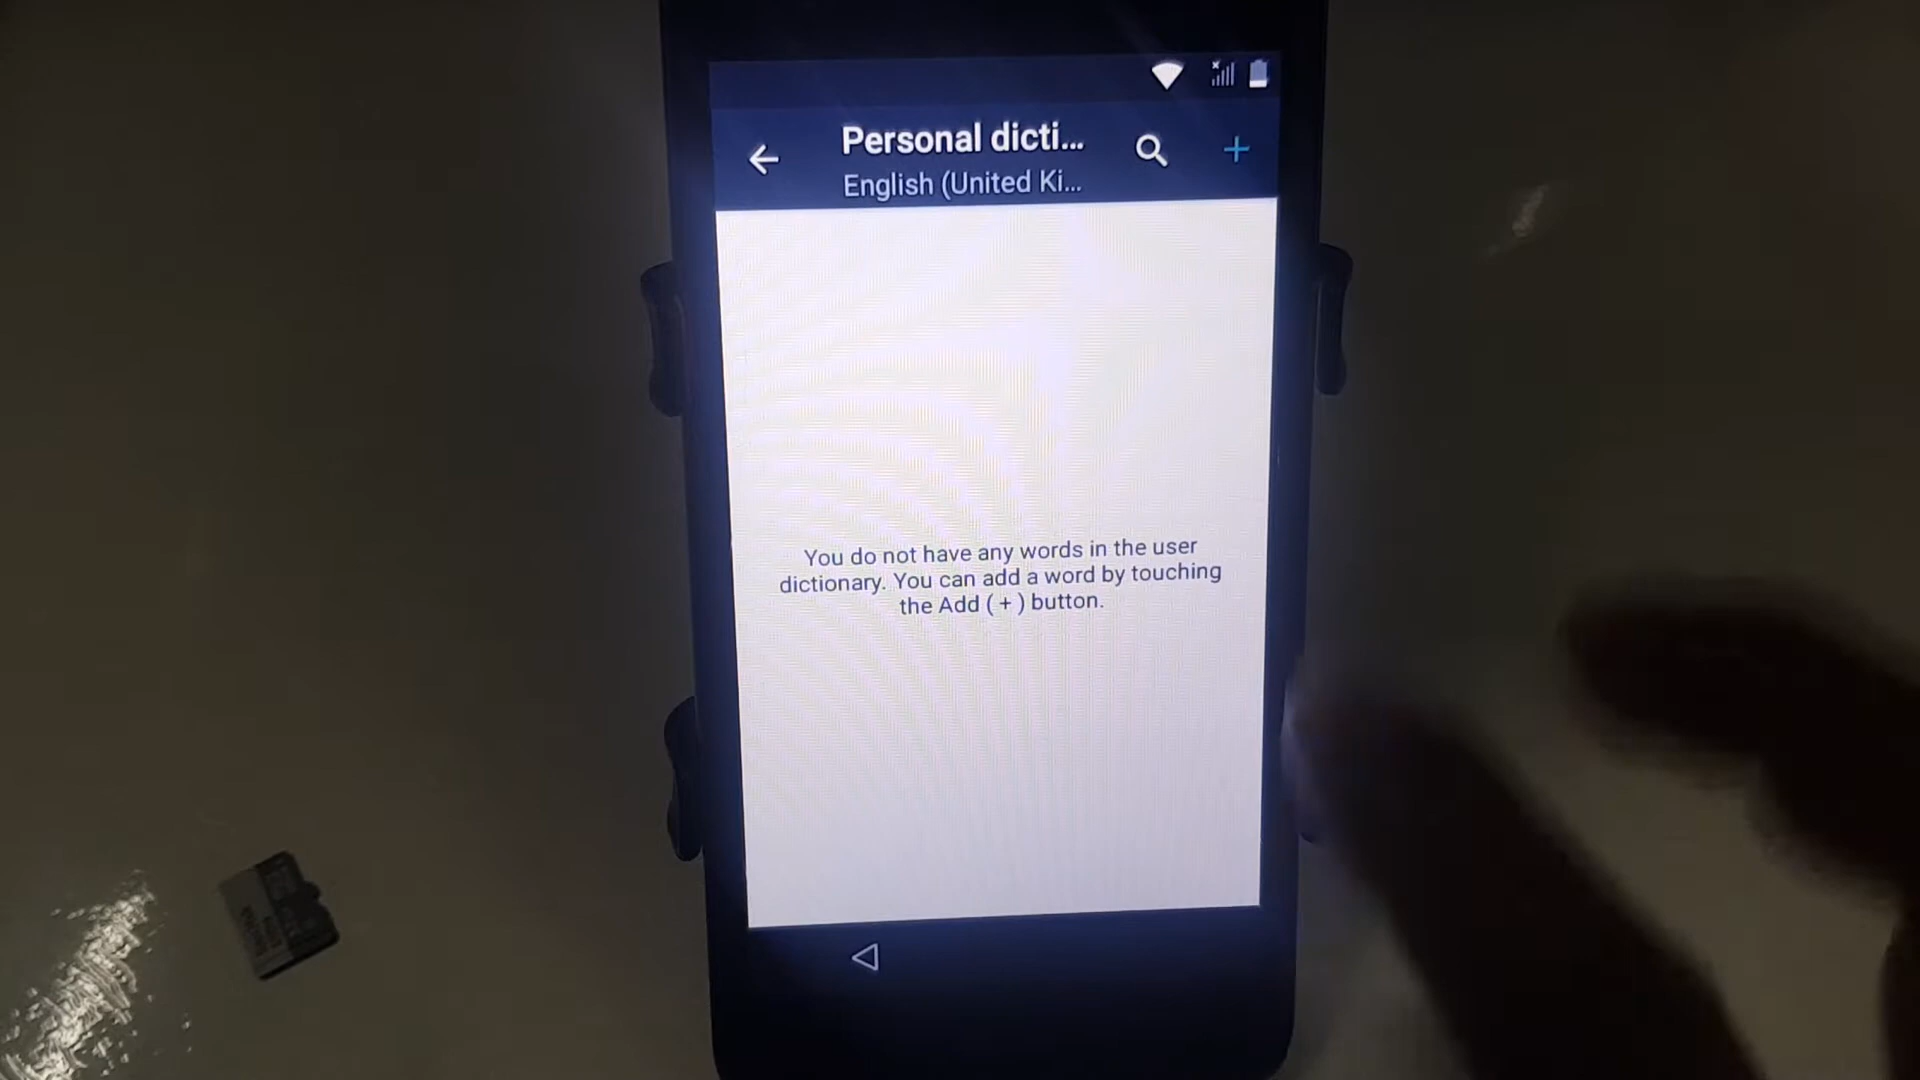 Personal dicti...
English (United Ki...
You do not have any words in the user
dictionary. You can add a word by touching
the Add ( + ) button.